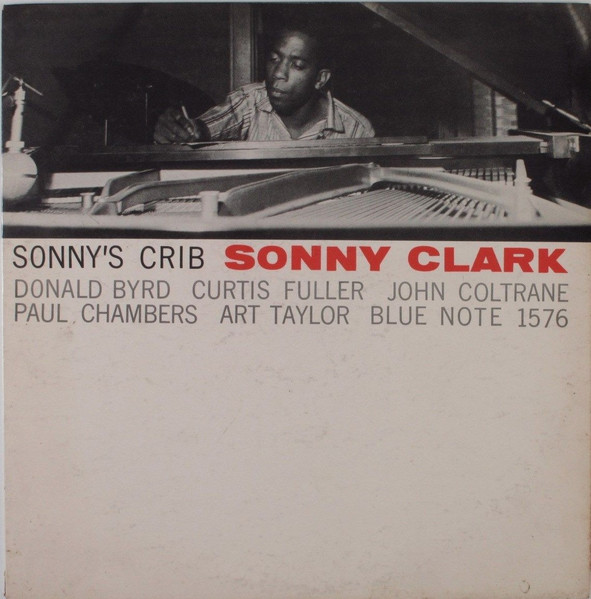 SONNY'S CRIB SONNY CLARK
DONALD BYRD CURTIS FULLER JOHN COLTRANE
PAUL CHAMBERS ART TAYLOR BLUE NOTE 1576